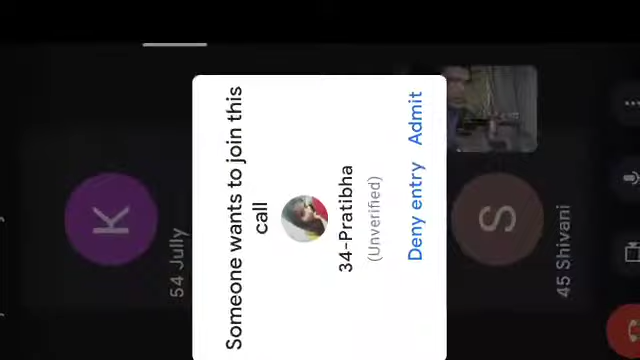 Someone wants to join this
call
34-Pratibha
(Unverified)
Deny entry
Admit
K
54 Jully
S
45 Shivani